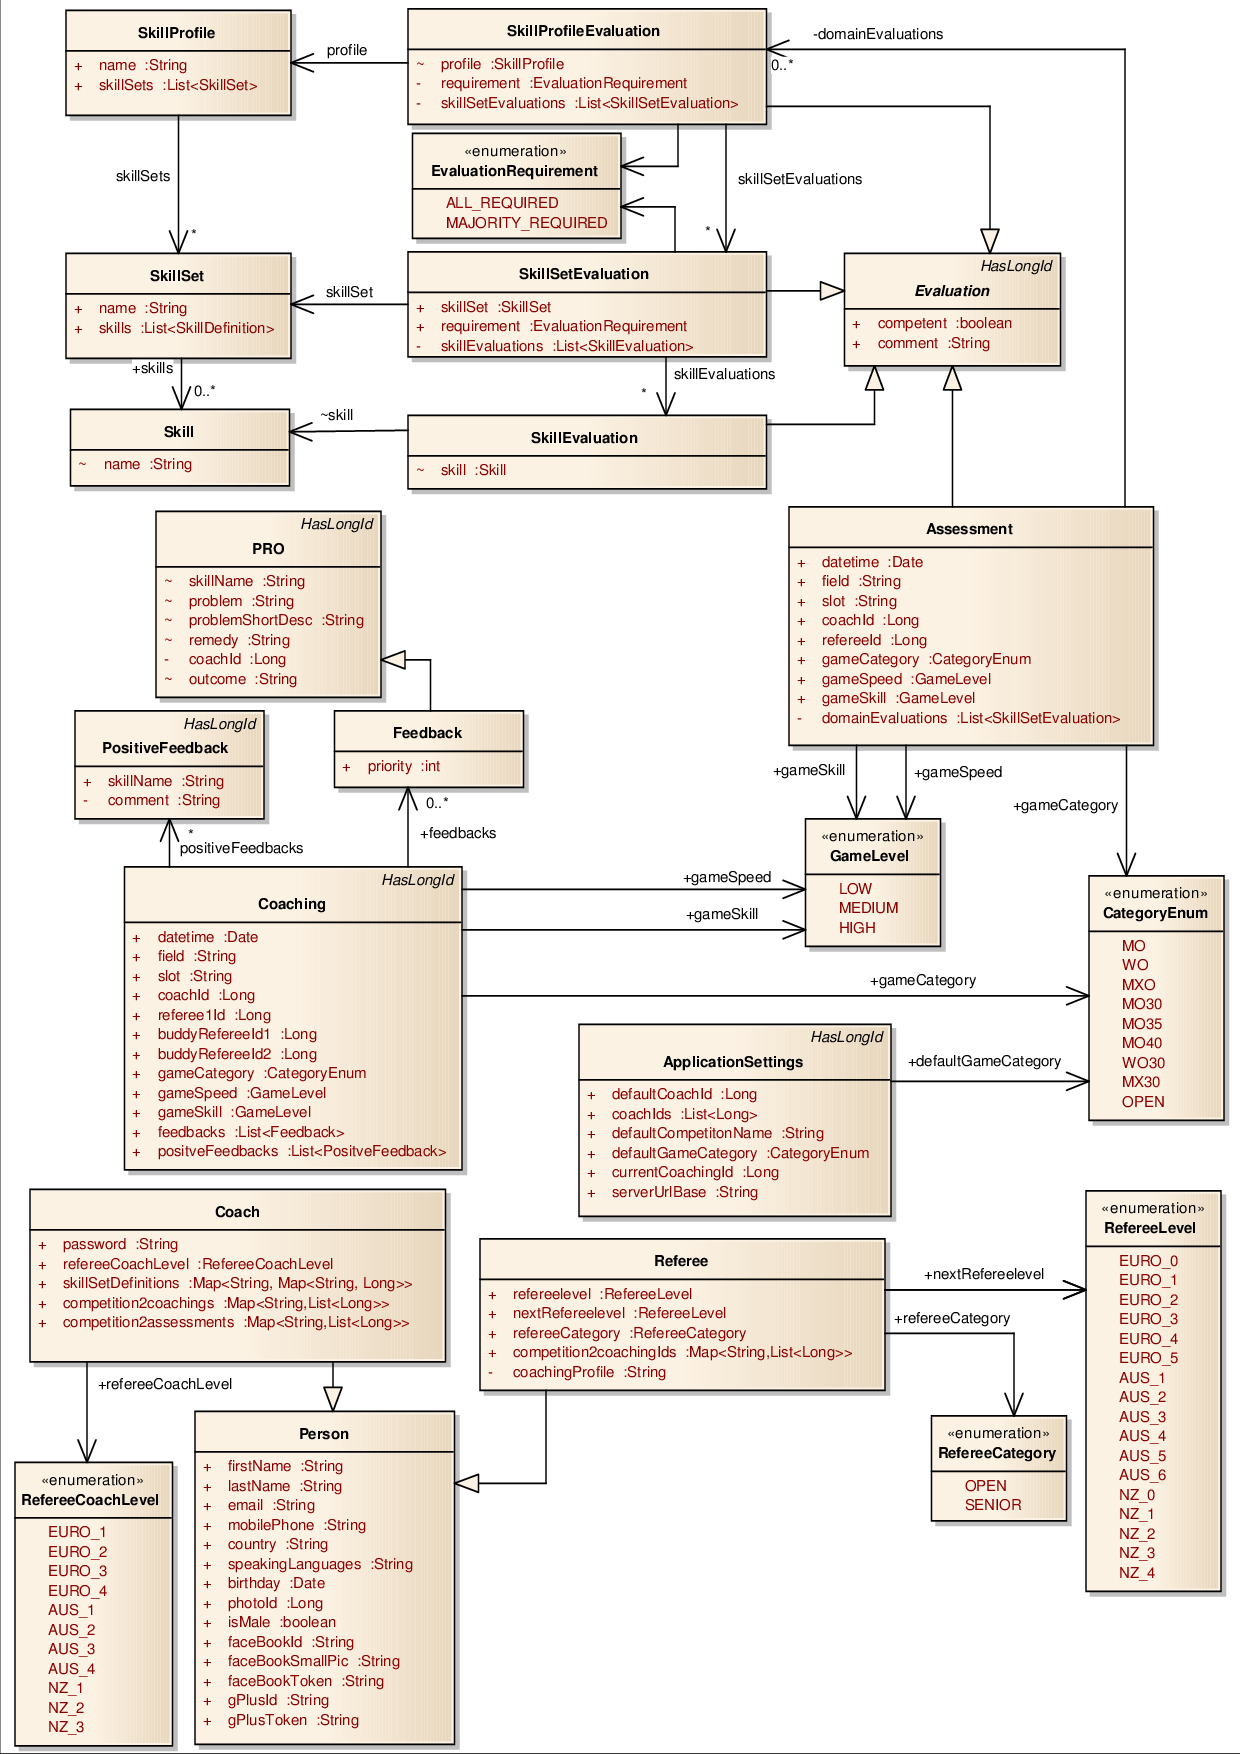 SkillProfile
+ name :String
+ skillSets :List<SkillSet>
profile
SkillProfileEvaluation
~ profile :SkillProfile
- requirement :EvaluationRequirement
- skillSetEvaluations :List<SkillSetEvaluation>
-domainEvaluations
0..*
«enumeration»
EvaluationRequirement
ALL_REQUIRED
MAJORITY_REQUIRED
skillSets
*
skillSetEvaluations
*
SkillSet
+ name :String
+ skills :List<SkillDefinition>
skillSet
SkillSetEvaluation
+ skillSet :SkillSet
+ requirement :EvaluationRequirement
- skillEvaluations :List<SkillEvaluation>
HasLongId
Evaluation
+ competent :boolean
+ comment :String
+skills
0..*
skillEvaluations
*
Skill
~ name :String
~skill
SkillEvaluation
~ skill :Skill
HasLongId
PRO
~ skillName :String
~ problem :String
~ problemShortDesc :String
~ remedy :String
- coachId :Long
~ outcome :String
Assessment
+ datetime :Date
+ field :String
+ slot :String
+ coachId :Long
+ refereeId :Long
+ gameCategory :CategoryEnum
+ gameSpeed :GameLevel
+ gameSkill :GameLevel
- domainEvaluations :List<SkillSetEvaluation>
HasLongId
PositiveFeedback
+ skillName :String
- comment :String
Feedback
+ priority :int
+gameSkill
+gameSpeed
+gameCategory
*
positiveFeedbacks
0..*
+feedbacks
«enumeration»
GameLevel
LOW
MEDIUM
HIGH
HasLongId
Coaching
+ datetime :Date
+ field :String
+ slot :String
+ coachId :Long
+ referee1Id :Long
+ buddyRefereeId1 :Long
+ buddyRefereeId2 :Long
+ gameCategory :CategoryEnum
+ gameSpeed :GameLevel
+ gameSkill :GameLevel
+ feedbacks :List<Feedback>
+ positveFeedbacks :List<PositveFeedback>
+gameSpeed
+gameSkill
+gameCategory
«enumeration»
CategoryEnum
MO
WO
MXO
MO30
MO35
MO40
WO30
MX30
OPEN
HasLongId
ApplicationSettings
+ defaultCoachId :Long
+ coachIds :List<Long>
+ defaultCompetitonName :String
+ defaultGameCategory :CategoryEnum
+ currentCoachingId :Long
+ serverUrlBase :String
+defaultGameCategory
Coach
+ password :String
+ refereeCoachLevel :RefereeCoachLevel
+ skillSetDefinitions :Map<String, Map<String, Long>>
+ competition2coachings :Map<String,List<Long>>
+ competition2assessments :Map<String,List<Long>>
Referee
+ refereelevel :RefereeLevel
+ nextRefereelevel :RefereeLevel
+ refereeCategory :RefereeCategory
+ competition2coachingIds :Map<String,List<Long>>
- coachingProfile :String
+nextRefereelevel
+refereeCategory
«enumeration»
RefereeLevel
EURO_0
EURO_1
EURO_2
EURO_3
EURO_4
EURO_5
AUS_1
AUS_2
AUS_3
AUS_4
AUS_5
AUS_6
NZ_0
NZ_1
NZ_2
NZ_3
NZ_4
+refereeCoachLevel
«enumeration»
RefereeCategory
OPEN
SENIOR
«enumeration»
RefereeCoachLevel
EURO_1
EURO_2
EURO_3
EURO_4
AUS_1
AUS_2
AUS_3
AUS_4
NZ_1
NZ_2
NZ_3
Person
+ firstName :String
+ lastName :String
+ email :String
+ mobilePhone :String
+ country :String
+ speakingLanguages :String
+ birthday :Date
+ photoId :Long
+ isMale :boolean
+ faceBookId :String
+ faceBookSmallPic :String
+ faceBookToken :String
+ gPlusId :String
+ gPlusToken :String